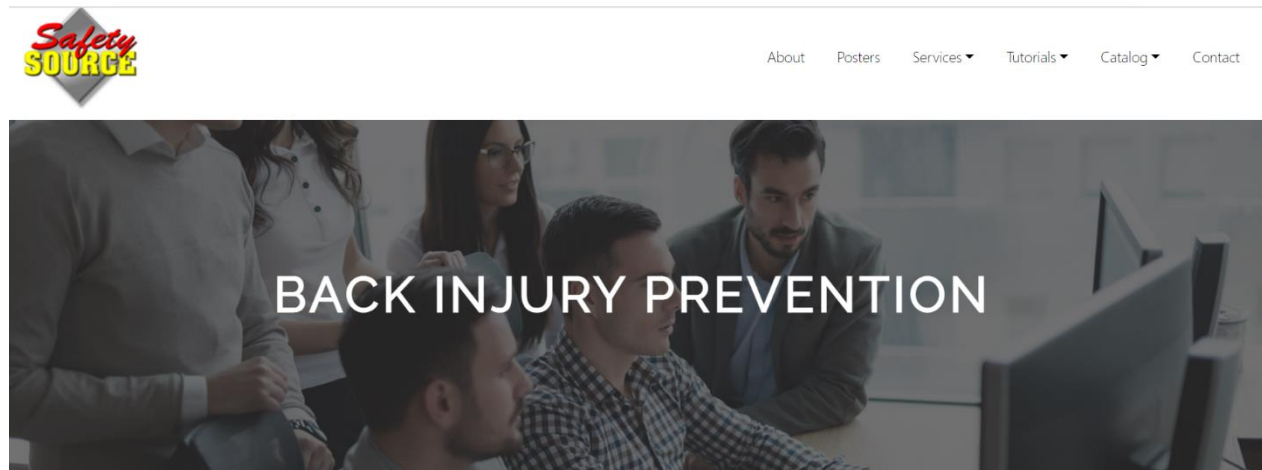 Safety
SOURCE
About Posters Services Tutorials Catalog Contact
BACK INJURY PREVENTION